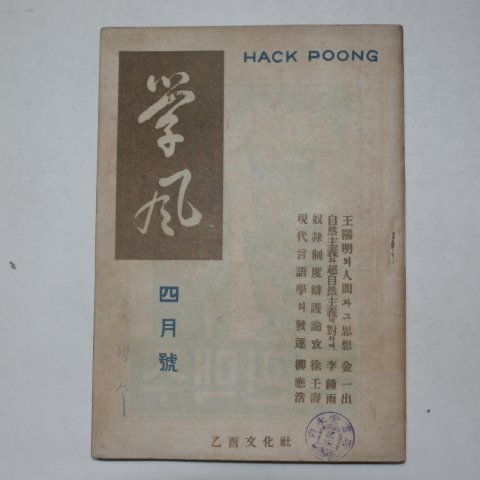 HACK POONG
學風
四月號
王陽明의人間과그思想 金一出
自然主義와超自然主義에對하여 李鍾雨
奴隷制度辯護論攷 徐壬壽
現代言語學의發達 柳應浩
乙酉文化社